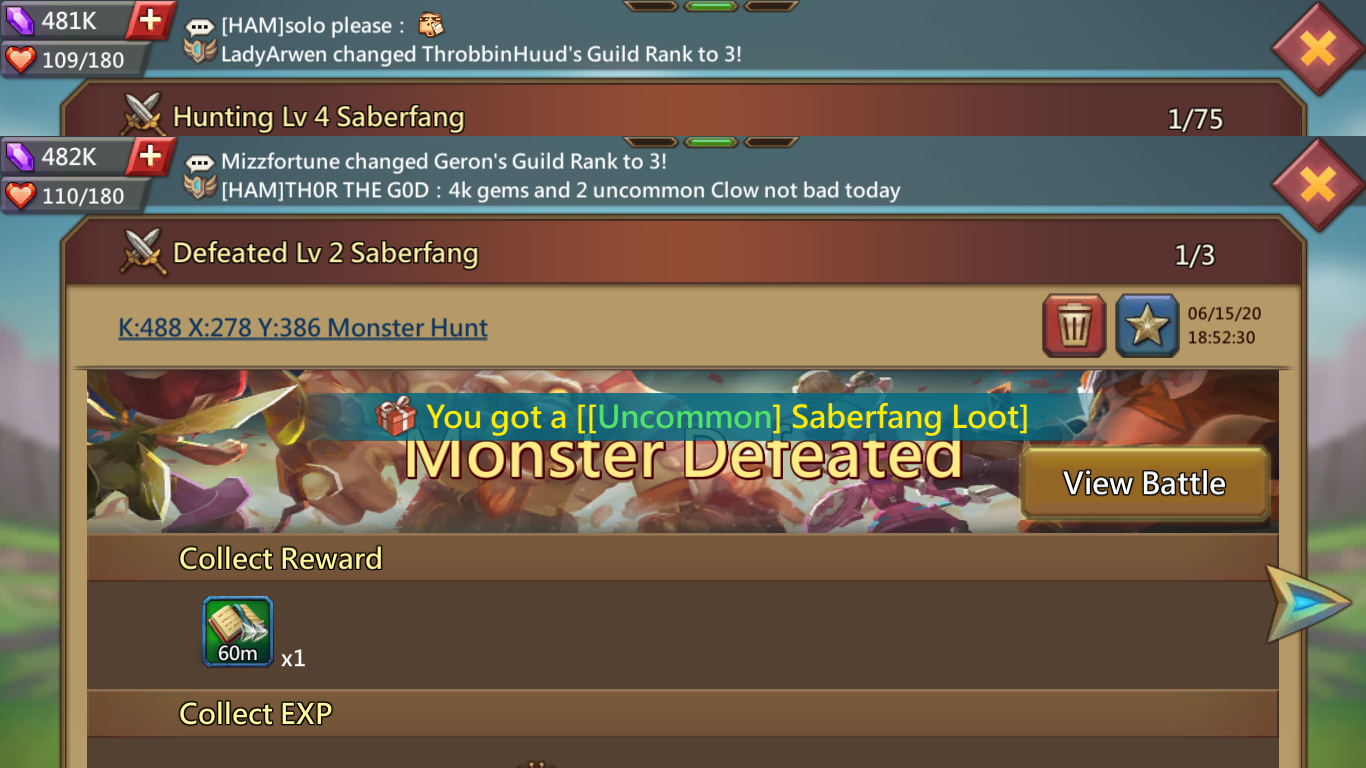 481K
[HAM]solo please :
109/180
LadyArwen changed ThrobbinHuud's Guild Rank to 3!
Hunting Lv 4 Saberfang
1/75
482K
Mizzfortune changed Geron's Guild Rank to 3!
110/180
[HAM]TH0R THE G0D : 4k gems and 2 uncommon Clow not bad today
Defeated Lv 2 Saberfang
1/3
K:488 X:278 Y:386 Monster Hunt
06/15/20
18:52:30
You got a [[Uncommon] Saberfang Loot]
Monster Defeated
View Battle
Collect Reward
60m
x1
Collect EXP